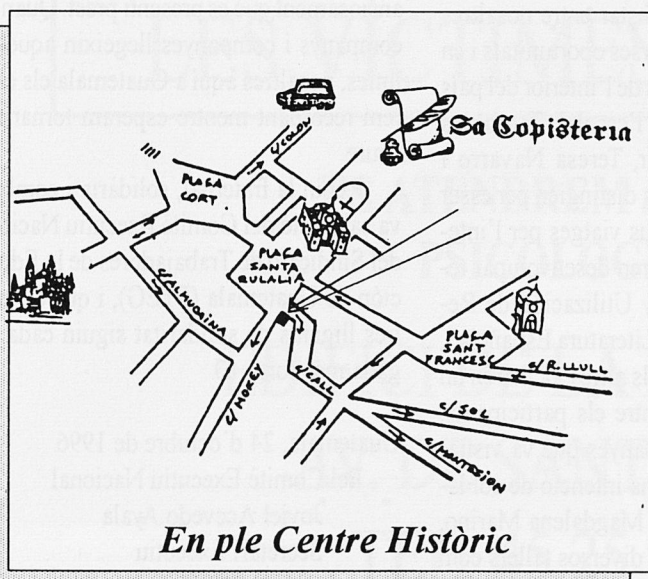 Sa Copisteria
C/COLON
PLAÇA
CORT
PLAÇA
SANTA
EULALIA
C/ALMUDAINA
PLAÇA
SANT
FRANCESC
C/R.LLULL
C/MOREY
C/CALL
C/SOL
C/MONTESION
En ple Centre Històric